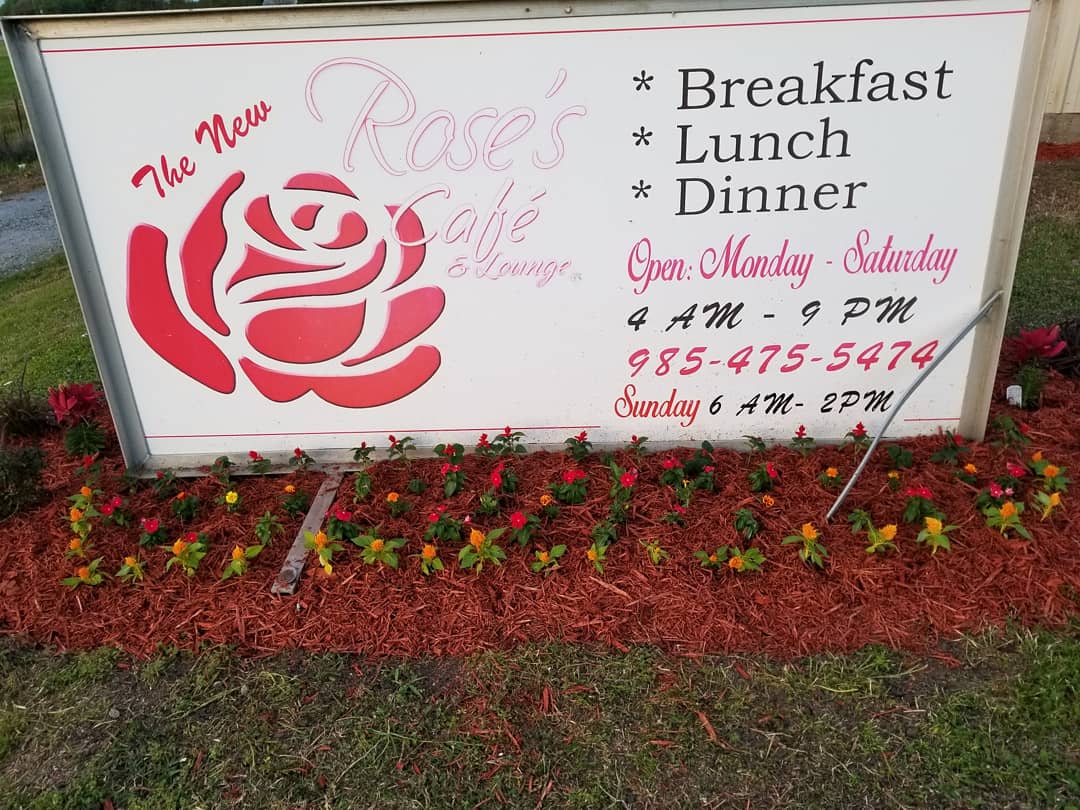 The New
Rose's
Café
& Lounge
* Breakfast
* Lunch
* Dinner
Open: Monday - Saturday
4 AM - 9 PM
985-475-5474
Sunday 6 AM- 2PM